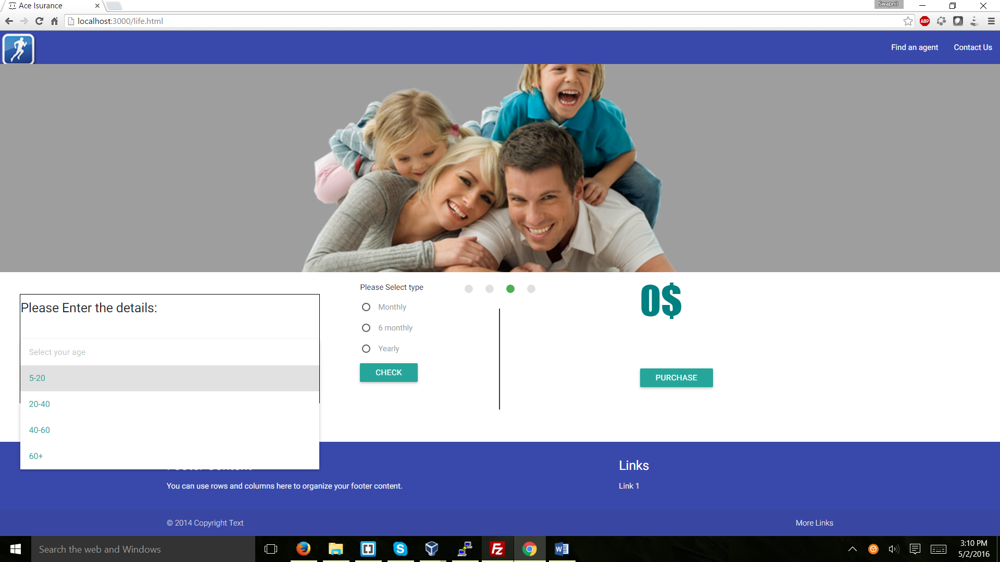 Ace Isurance
Swapnil
localhost:3000/life.html
ABP
Find an agent
Contact Us
Please Enter the details:
Select your age
5-20
20-40
40-60
60+
Please Select type
Monthly
6 monthly
Yearly
CHECK
0$
PURCHASE
Footer Content
You can use rows and columns here to organize your footer content.
Links
Link 1
© 2014 Copyright Text
More Links
Search the web and Windows
3:10 PM
5/2/2016